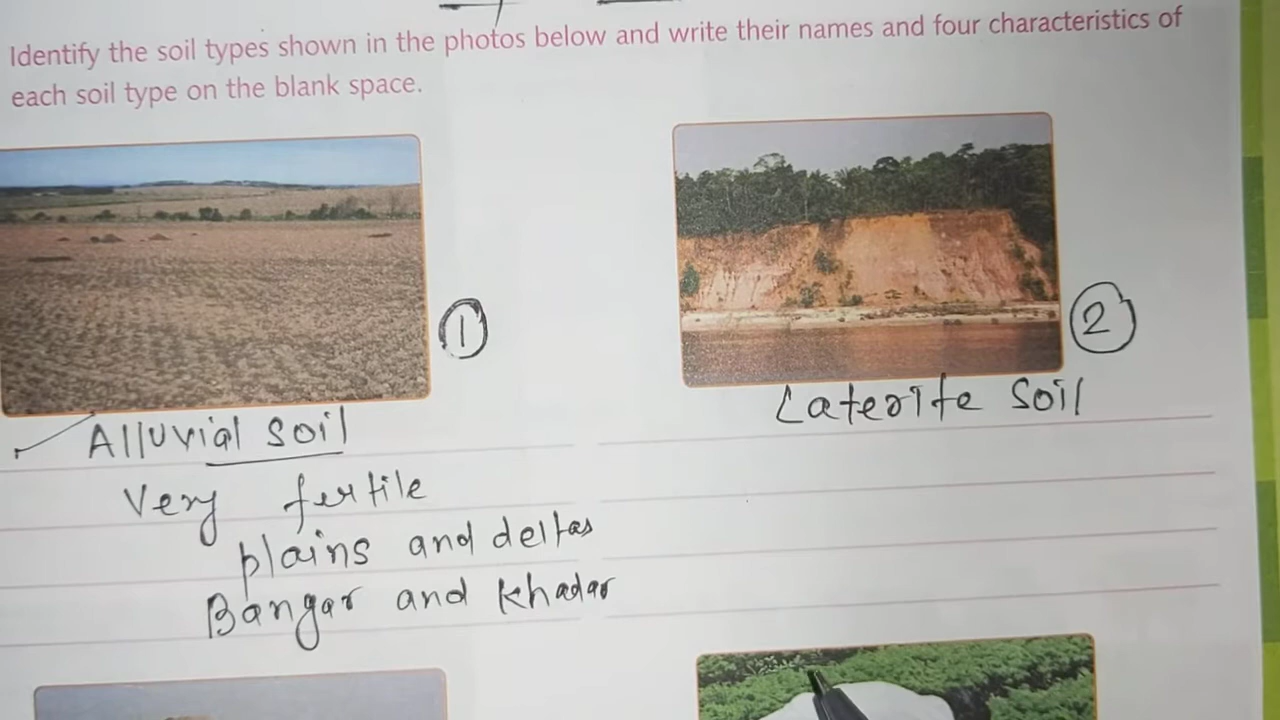 Identify the soil types shown in the photos below and write their names and four characteristics of
each soil type on the blank space.
1
2
Alluvial soil
Laterite soil
Very fertile
plains and deltas
Bangar and khadar